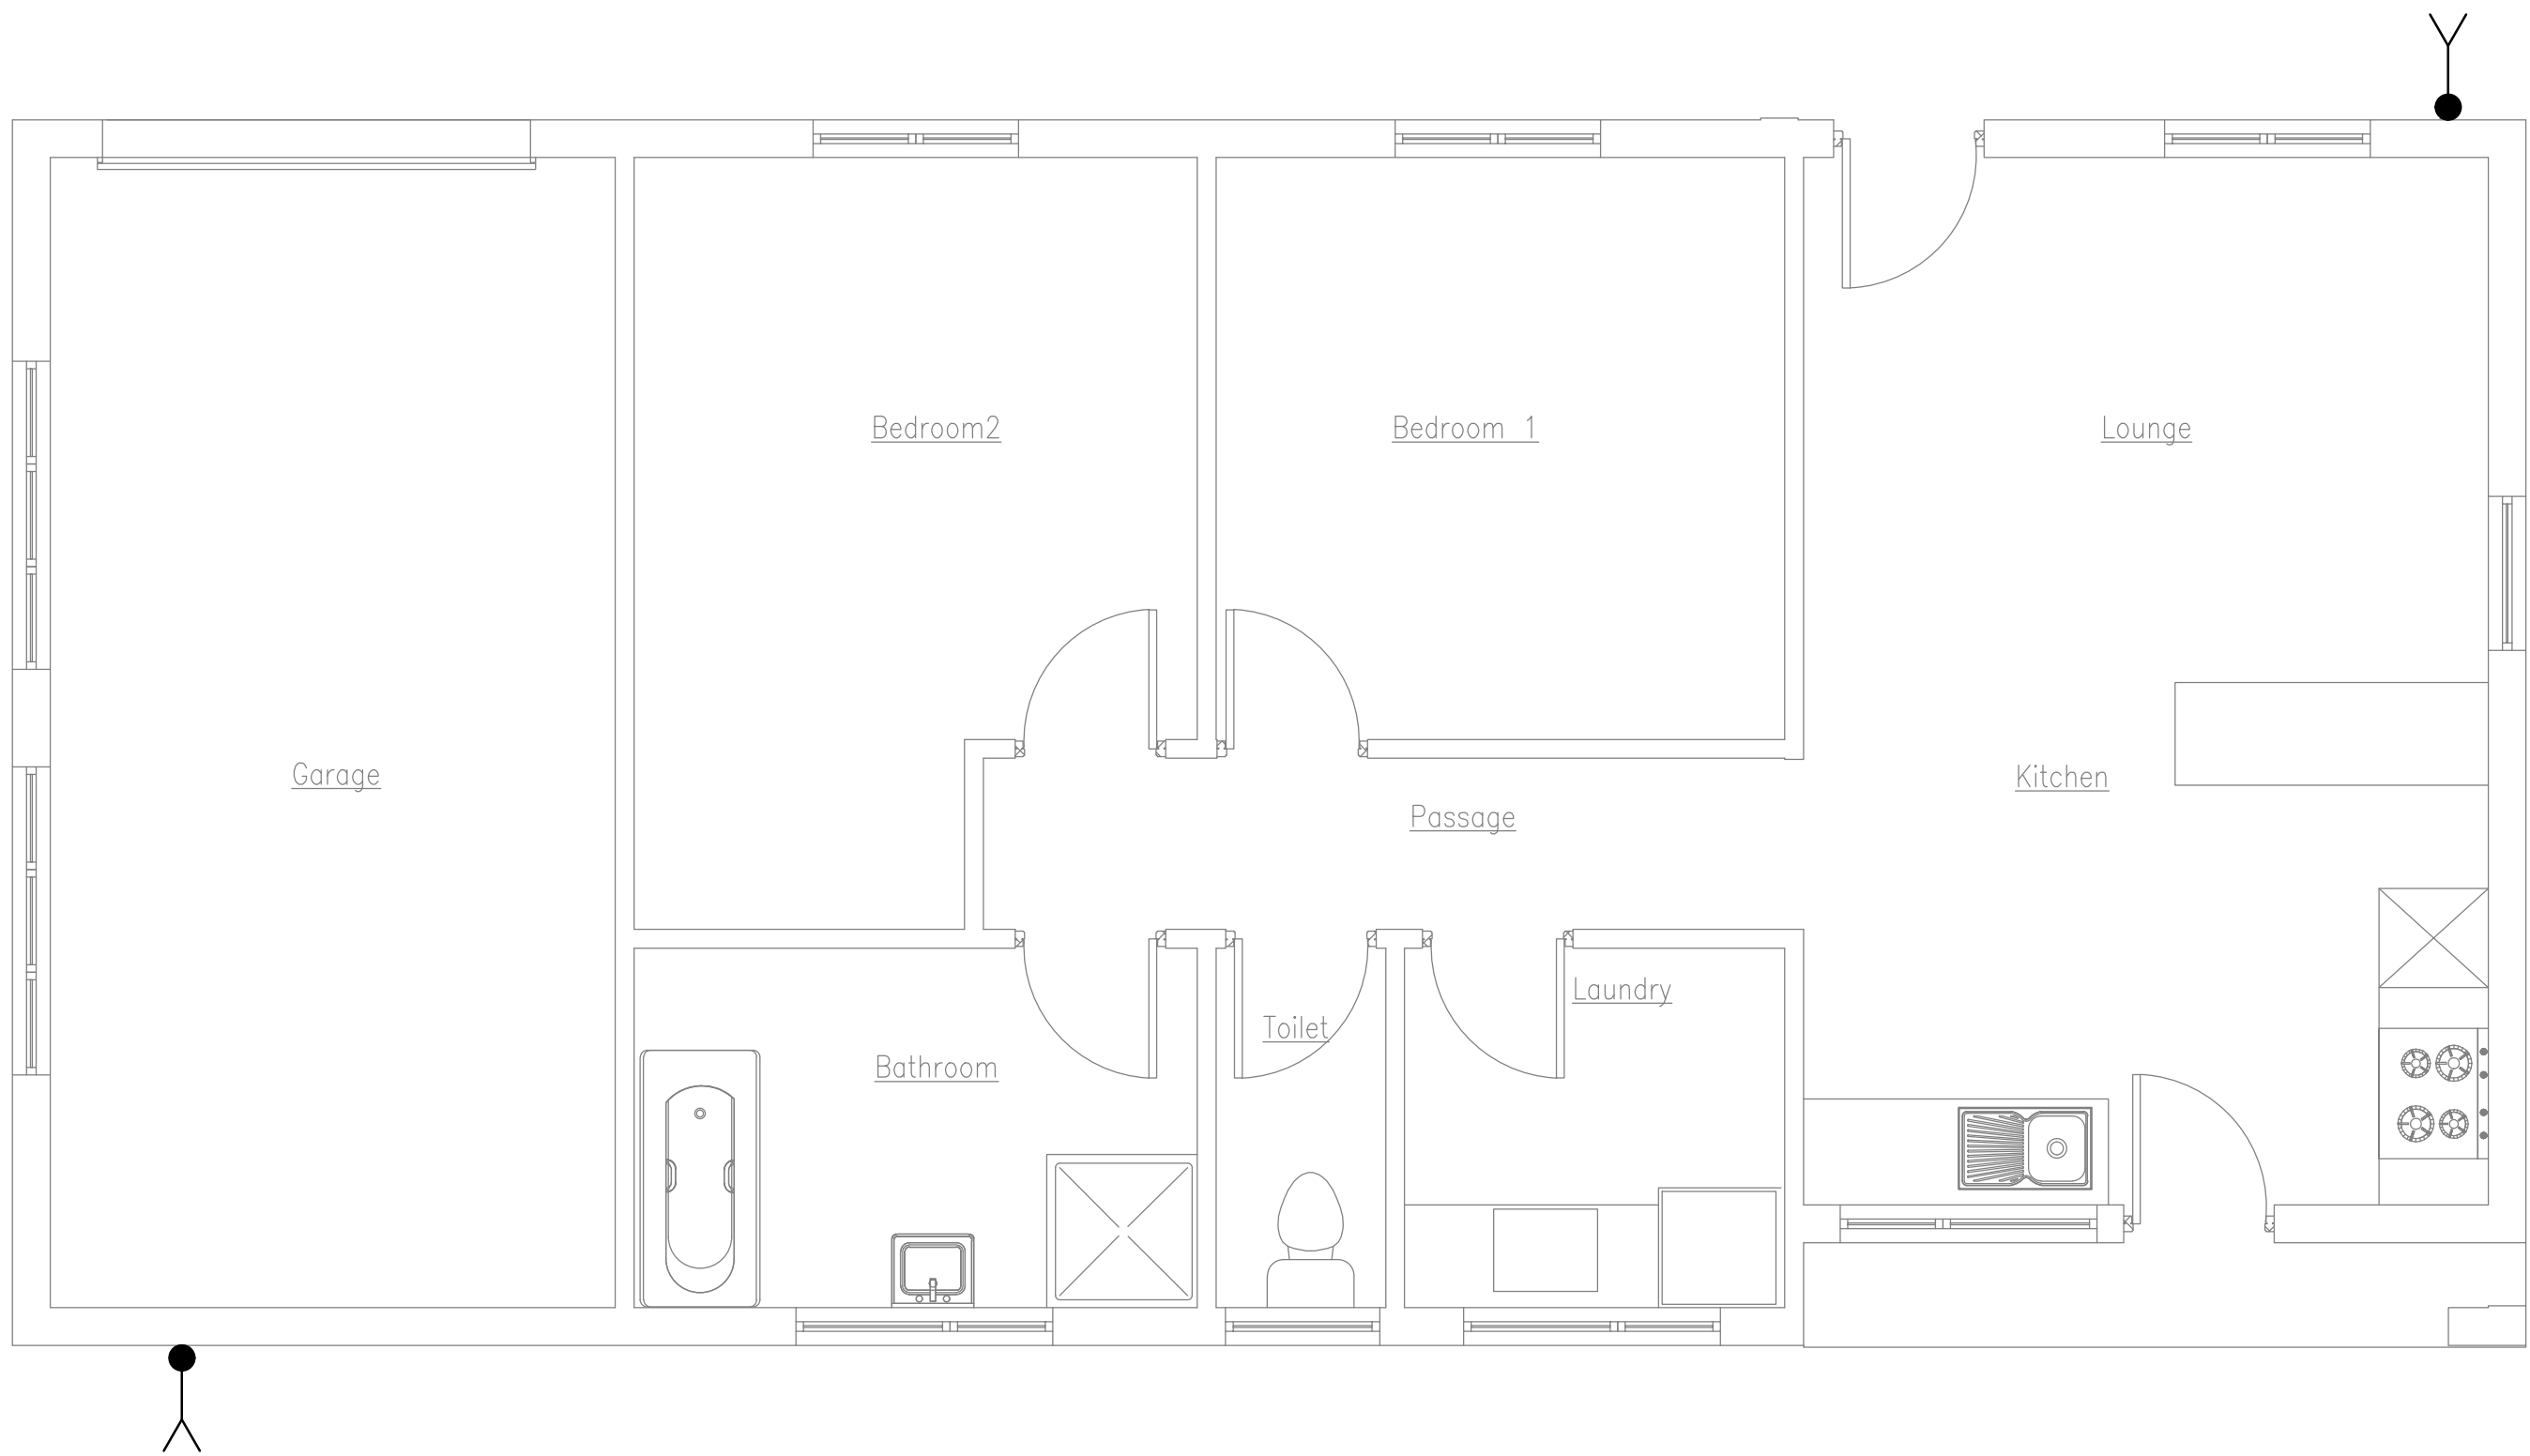 Bedroom2
Bedroom 1
Lounge
Garage
Kitchen
Passage
Laundry
Toilet
Bathroom